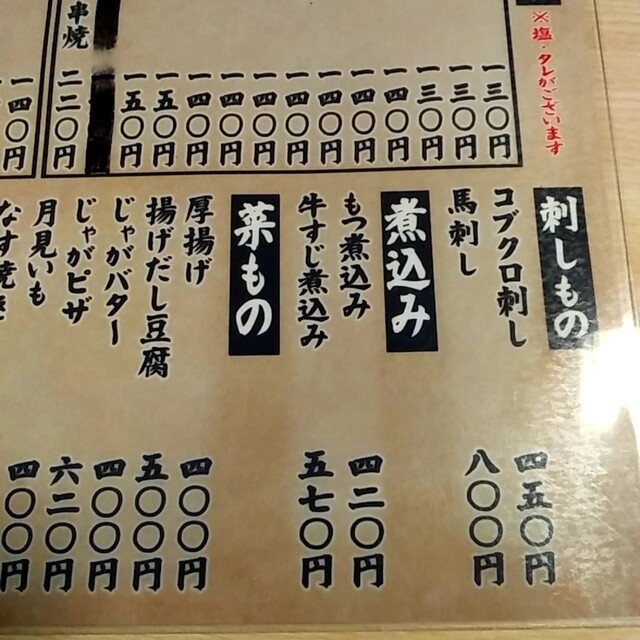 ※塩・タレがございます
一三〇円
一三〇円
一三〇円
一四〇円
一四〇円
一四〇円
一四〇円
一四〇円
一四〇円
一四〇円
一五〇円
一五〇円
串焼 二二〇円
一四〇円
刺しもの
コブクロ刺し 四五〇円
馬刺し 八〇〇円
煮込み
もつ煮込み 四二〇円
牛すじ煮込み 五七〇円
菜もの
厚揚げ 四〇〇円
揚げだし豆腐 五〇〇円
じゃがバター 四〇〇円
じゃがピザ 六二〇円
月見いも 四〇〇円
なす焼き